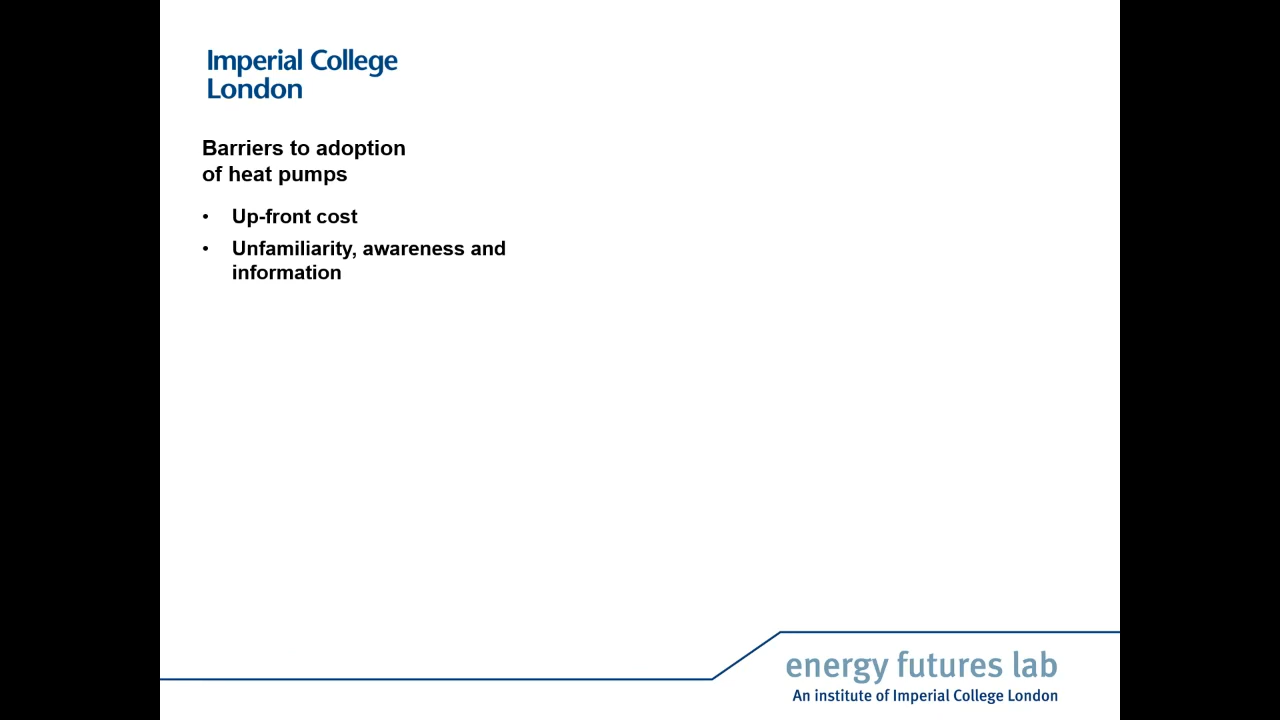 Imperial College
London
Barriers to adoption
of heat pumps
• Up-front cost
• Unfamiliarity, awareness and
information
energy futures lab
An institute of Imperial College London